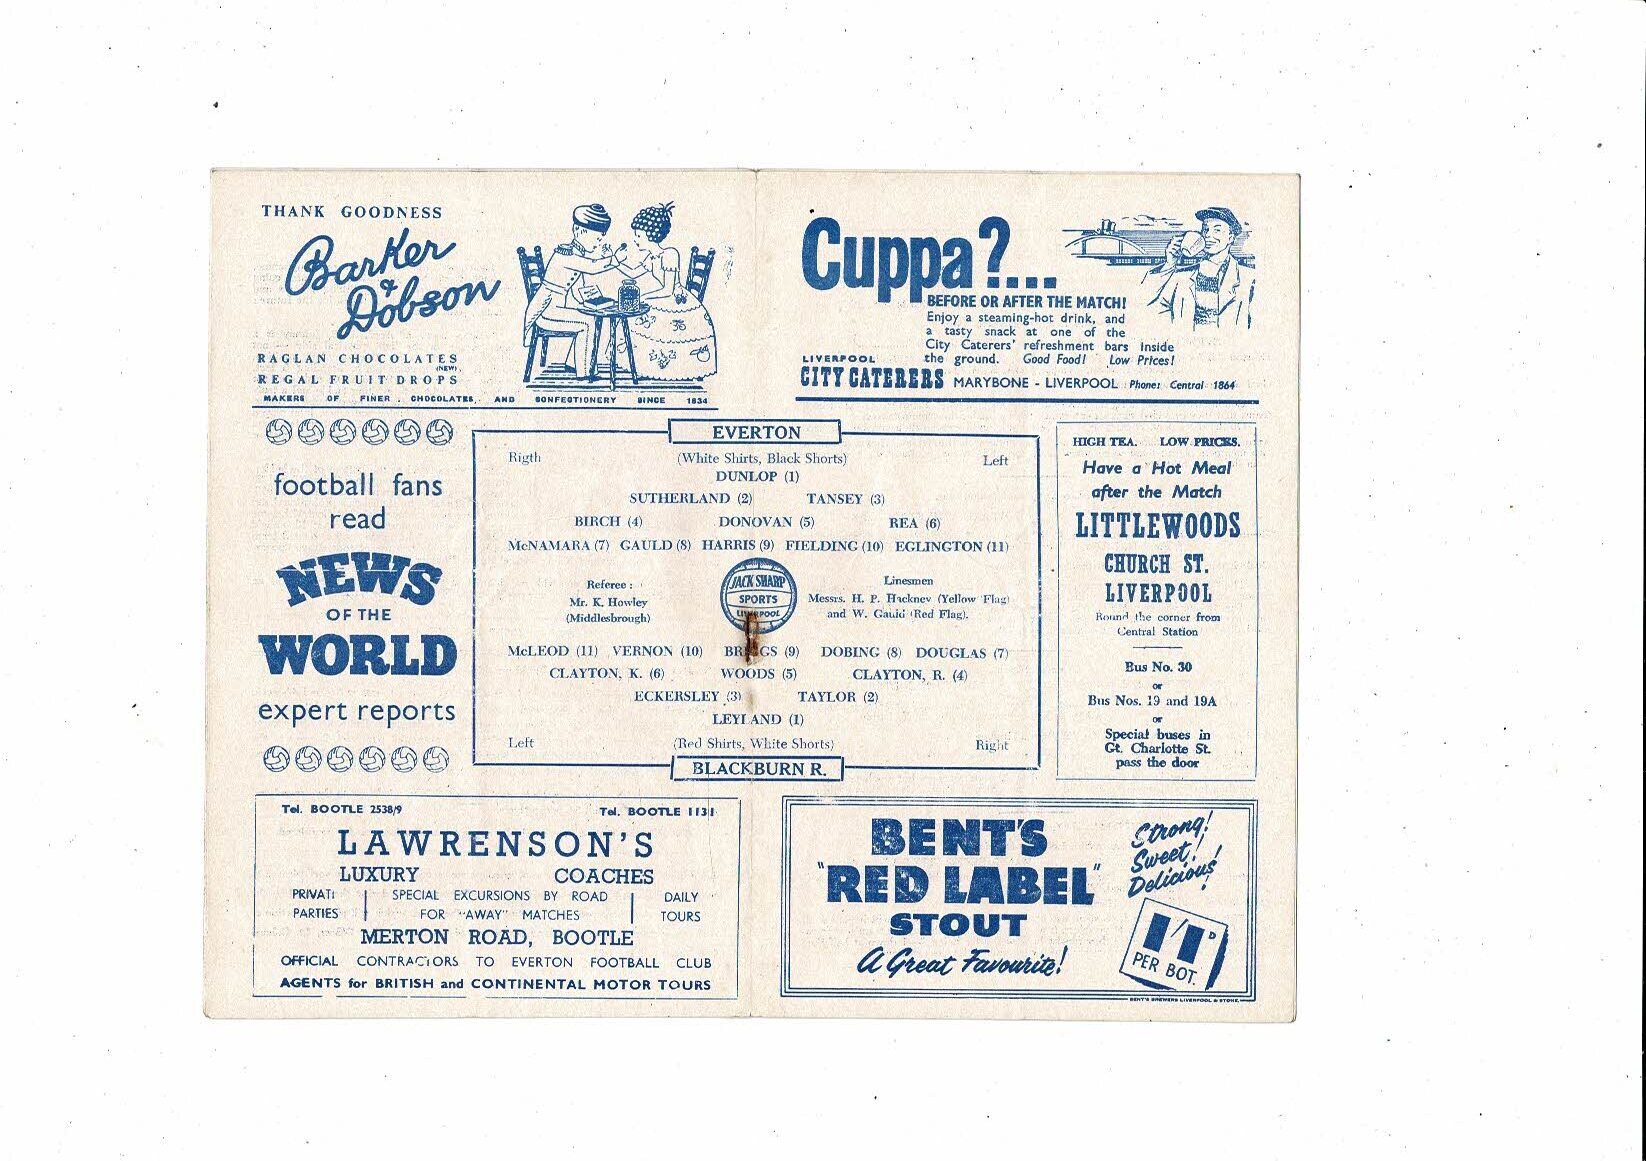 THANK GOODNESS
Barker
&
Dobson
RAGLAN CHOCOLATES
(NEW)
REGAL FRUIT DROPS
MAKERS OF FINER CHOCOLATES AND CONFECTIONERY SINCE 1834
Cuppa?...
BEFORE OR AFTER THE MATCH!
Enjoy a steaming-hot drink, and
a tasty snack at one of the
City Caterers' refreshment bars inside
the ground. Good Food! Low Prices!
LIVERPOOL
CITY CATERERS MARYBONE - LIVERPOOL Phone: Central 1864
football fans
read
NEWS
OF THE
WORLD
expert reports
EVERTON
Rigth (White Shirts, Black Shorts) Left
DUNLOP (1)
SUTHERLAND (2) TANSEY (3)
BIRCH (4) DONOVAN (5) REA (6)
McNAMARA (7) GAULD (8) HARRIS (9) FIELDING (10) EGLINGTON (11)
Referee :
Mr. K. Howley
(Middlesbrough)
JACK SHARP
SPORTS
LIVERPOOL
Linesmen
Messrs. H. P. Hackney (Yellow Flag)
and W. Gauld (Red Flag).
McLEOD (11) VERNON (10) BRIGGS (9) DOBING (8) DOUGLAS (7)
CLAYTON, K. (6) WOODS (5) CLAYTON, R. (4)
ECKERSLEY (3) TAYLOR (2)
LEYLAND (1)
Left (Red Shirts, White Shorts) Right
BLACKBURN R.
HIGH TEA. LOW PRICES.
Have a Hot Meal
after the Match
LITTLEWOODS
CHURCH ST.
LIVERPOOL
Round the corner from
Central Station
Bus No. 30
or
Bus Nos. 19 and 19A
or
Special buses in
Gt. Charlotte St.
pass the door
Tel. BOOTLE 2538/9 Tel. BOOTLE 1131
LAWRENSON'S
LUXURY COACHES
PRIVATE SPECIAL EXCURSIONS BY ROAD DAILY
PARTIES FOR "AWAY" MATCHES TOURS
MERTON ROAD, BOOTLE
OFFICIAL CONTRACTORS TO EVERTON FOOTBALL CLUB
AGENTS for BRITISH and CONTINENTAL MOTOR TOURS
BENT'S
"RED LABEL"
STOUT
A Great Favourite!
Strong!
Sweet!
Delicious!
1/1D
PER BOT.
BENT'S BREWERS LIVERPOOL & STONE.